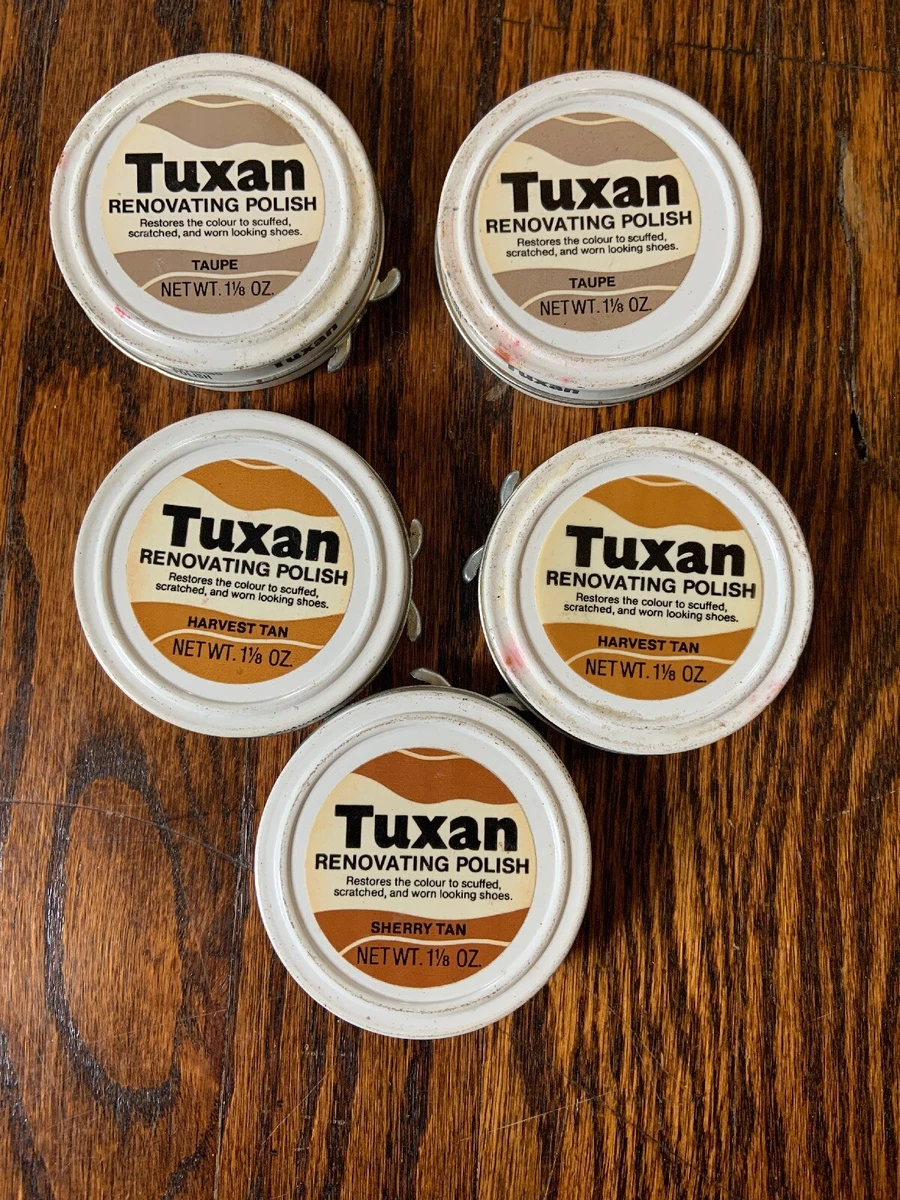 Tuxan
RENOVATING POLISH
Restores the colour to scuffed,
scratched, and worn looking shoes.
TAUPE
NET WT. 1⅛ OZ.
POLISH
Tuxan
Tuxan
RENOVATING POLISH
Restores the colour to scuffed,
scratched, and worn looking shoes.
TAUPE
NET WT. 1⅛ OZ.
Tuxan
Tuxan
RENOVATING POLISH
Restores the colour to scuffed,
scratched, and worn looking shoes.
HARVEST TAN
NET WT. 1⅛ OZ.
Tuxan
RENOVATING POLISH
Restores the colour to scuffed,
scratched, and worn looking shoes.
HARVEST TAN
NET WT. 1⅛ OZ.
Tuxan
RENOVATING POLISH
Restores the colour to scuffed,
scratched, and worn looking shoes.
SHERRY TAN
NET WT. 1⅛ OZ.